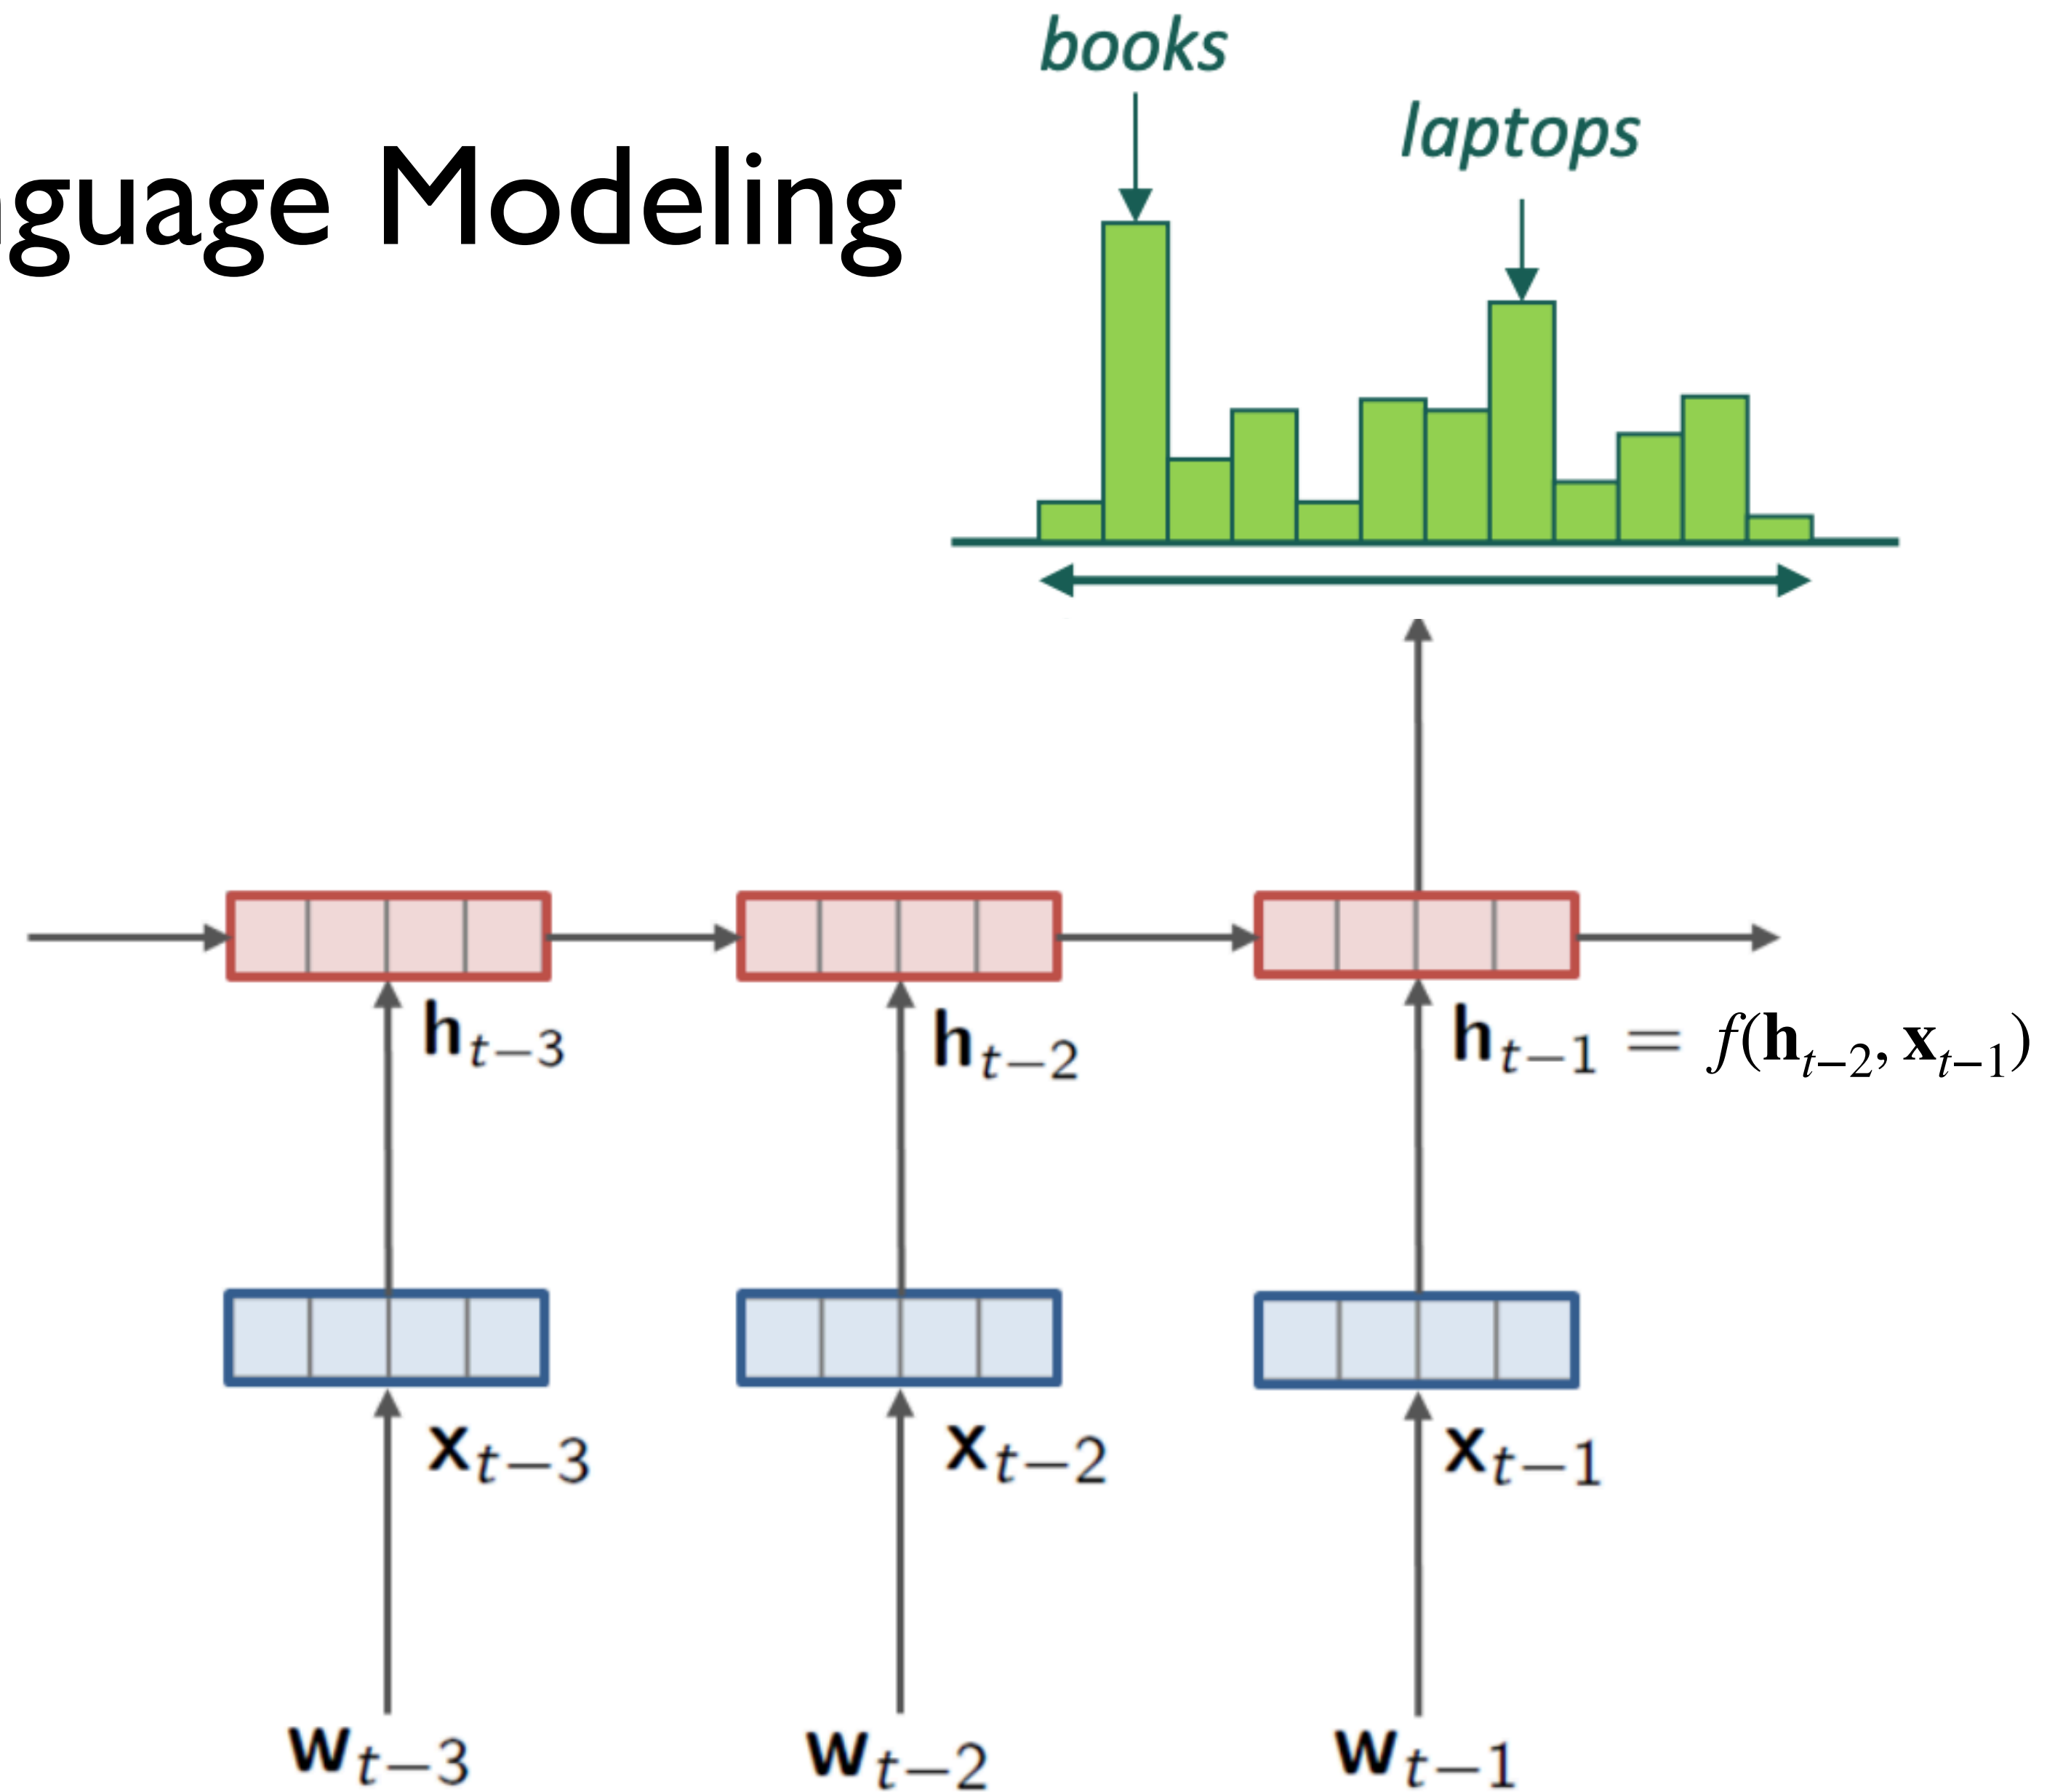 books
laptops
guage Modeling
h_{t−3}
h_{t−2}
h_{t−1} = f(h_{t−2}, x_{t−1})
x_{t−3}
x_{t−2}
x_{t−1}
w_{t−3}
w_{t−2}
w_{t−1}